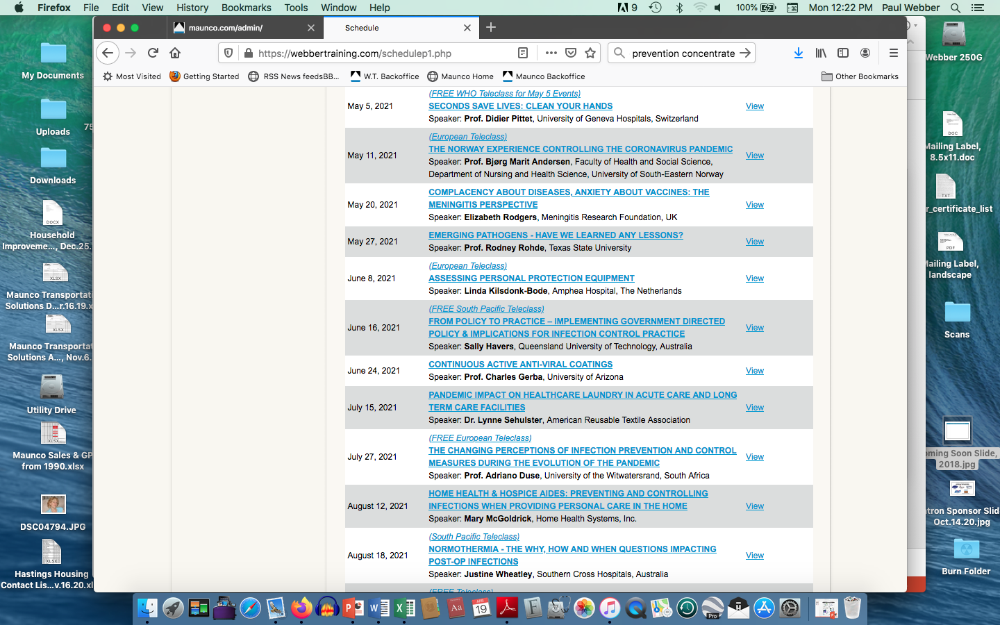 Firefox File Edit View History Bookmarks Tools Window Help
9 100% Mon 12:22 PM Paul Webber
maunco.com/admin/
Schedule
https://webbertraining.com/schedulep1.php
prevention concentrate
Most Visited Getting Started RSS News feedsBB... W.T. Backoffice Maunco Home Maunco Backoffice Other Bookmarks
(FREE WHO Teleclass for May 5 Events)
May 5, 2021 SECONDS SAVE LIVES: CLEAN YOUR HANDS View
Speaker: Prof. Didier Pittet, University of Geneva Hospitals, Switzerland
(European Teleclass)
THE NORWAY EXPERIENCE CONTROLLING THE CORONAVIRUS PANDEMIC
May 11, 2021 View
Speaker: Prof. Bjørg Marit Andersen, Faculty of Health and Social Science,
Department of Nursing and Health Science, University of South-Eastern Norway
COMPLACENCY ABOUT DISEASES, ANXIETY ABOUT VACCINES: THE
May 20, 2021 MENINGITIS PERSPECTIVE View
Speaker: Elizabeth Rodgers, Meningitis Research Foundation, UK
EMERGING PATHOGENS - HAVE WE LEARNED ANY LESSONS?
May 27, 2021 View
Speaker: Prof. Rodney Rohde, Texas State University
(European Teleclass)
June 8, 2021 ASSESSING PERSONAL PROTECTION EQUIPMENT View
Speaker: Linda Kilsdonk-Bode, Amphea Hospital, The Netherlands
(FREE South Pacific Teleclass)
FROM POLICY TO PRACTICE – IMPLEMENTING GOVERNMENT DIRECTED
June 16, 2021 View
POLICY & IMPLICATIONS FOR INFECTION CONTROL PRACTICE
Speaker: Sally Havers, Queensland University of Technology, Australia
CONTINUOUS ACTIVE ANTI-VIRAL COATINGS
June 24, 2021 View
Speaker: Prof. Charles Gerba, University of Arizona
PANDEMIC IMPACT ON HEALTHCARE LAUNDRY IN ACUTE CARE AND LONG
July 15, 2021 TERM CARE FACILITIES View
Speaker: Dr. Lynne Sehulster, American Reusable Textile Association
(FREE European Teleclass)
THE CHANGING PERCEPTIONS OF INFECTION PREVENTION AND CONTROL
July 27, 2021 View
MEASURES DURING THE EVOLUTION OF THE PANDEMIC
Speaker: Prof. Adriano Duse, University of the Witwatersrand, South Africa
HOME HEALTH & HOSPICE AIDES: PREVENTING AND CONTROLLING
August 12, 2021 INFECTIONS WHEN PROVIDING PERSONAL CARE IN THE HOME View
Speaker: Mary McGoldrick, Home Health Systems, Inc.
(South Pacific Teleclass)
NORMOTHERMIA - THE WHY, HOW AND WHEN QUESTIONS IMPACTING
August 18, 2021 View
POST-OP INFECTIONS
Speaker: Justine Wheatley, Southern Cross Hospitals, Australia
(FREE Teleclass)
My Documents
Uploads
75
Downloads
DOCX
Household
Improveme..., Dec.25.
XLSX
Maunco Transportati
Solutions D...r.16.19.x
XLSX
Maunco Transportat
Solutions A..., Nov.6.
Utility Drive
XLSX
Maunco Sales & GP
from 1990.xlsx
DSC04794.JPG
XLSX
Hastings Housing
Contact Lis...v.16.20.xl
Webber 250G
DOC
Mailing Label,
8.5x11.doc
TXT
r_certificate_list
PDF
Mailing Label,
landscape
Scans
oming Soon Slide,
2018.jpg
tron Sponsor Slid
Oct.14.20.jpg
Burn Folder
APR
19
Aa
Pro